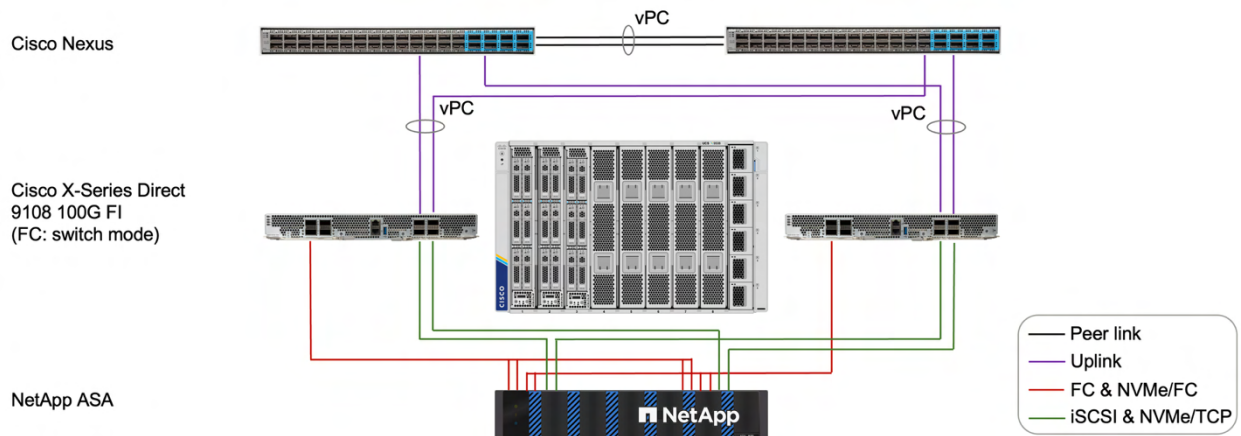 vPC
Cisco Nexus
vPC
vPC
Cisco X-Series Direct
9108 100G FI
(FC: switch mode)
CISCO
Peer link
Uplink
FC & NVMe/FC
iSCSI & NVMe/TCP
NetApp ASA
NetApp